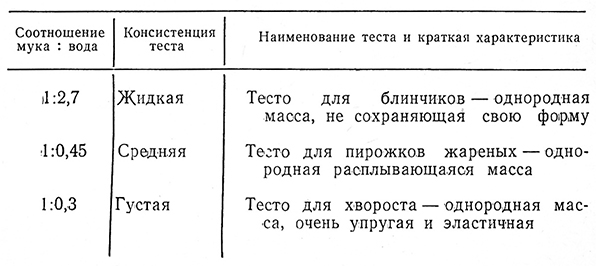 Соотношение мука : вода
Консистенция теста
Наименование теста и краткая характеристика
1:2,7
Жидкая
Тесто для блинчиков — однородная
масса, не сохраняющая свою форму
1:0,45
Средняя
Тесто для пирожков жареных — одно-
родная расплывающаяся масса
1:0,3
Густая
Тесто для хвороста — однородная мас-
са, очень упругая и эластичная